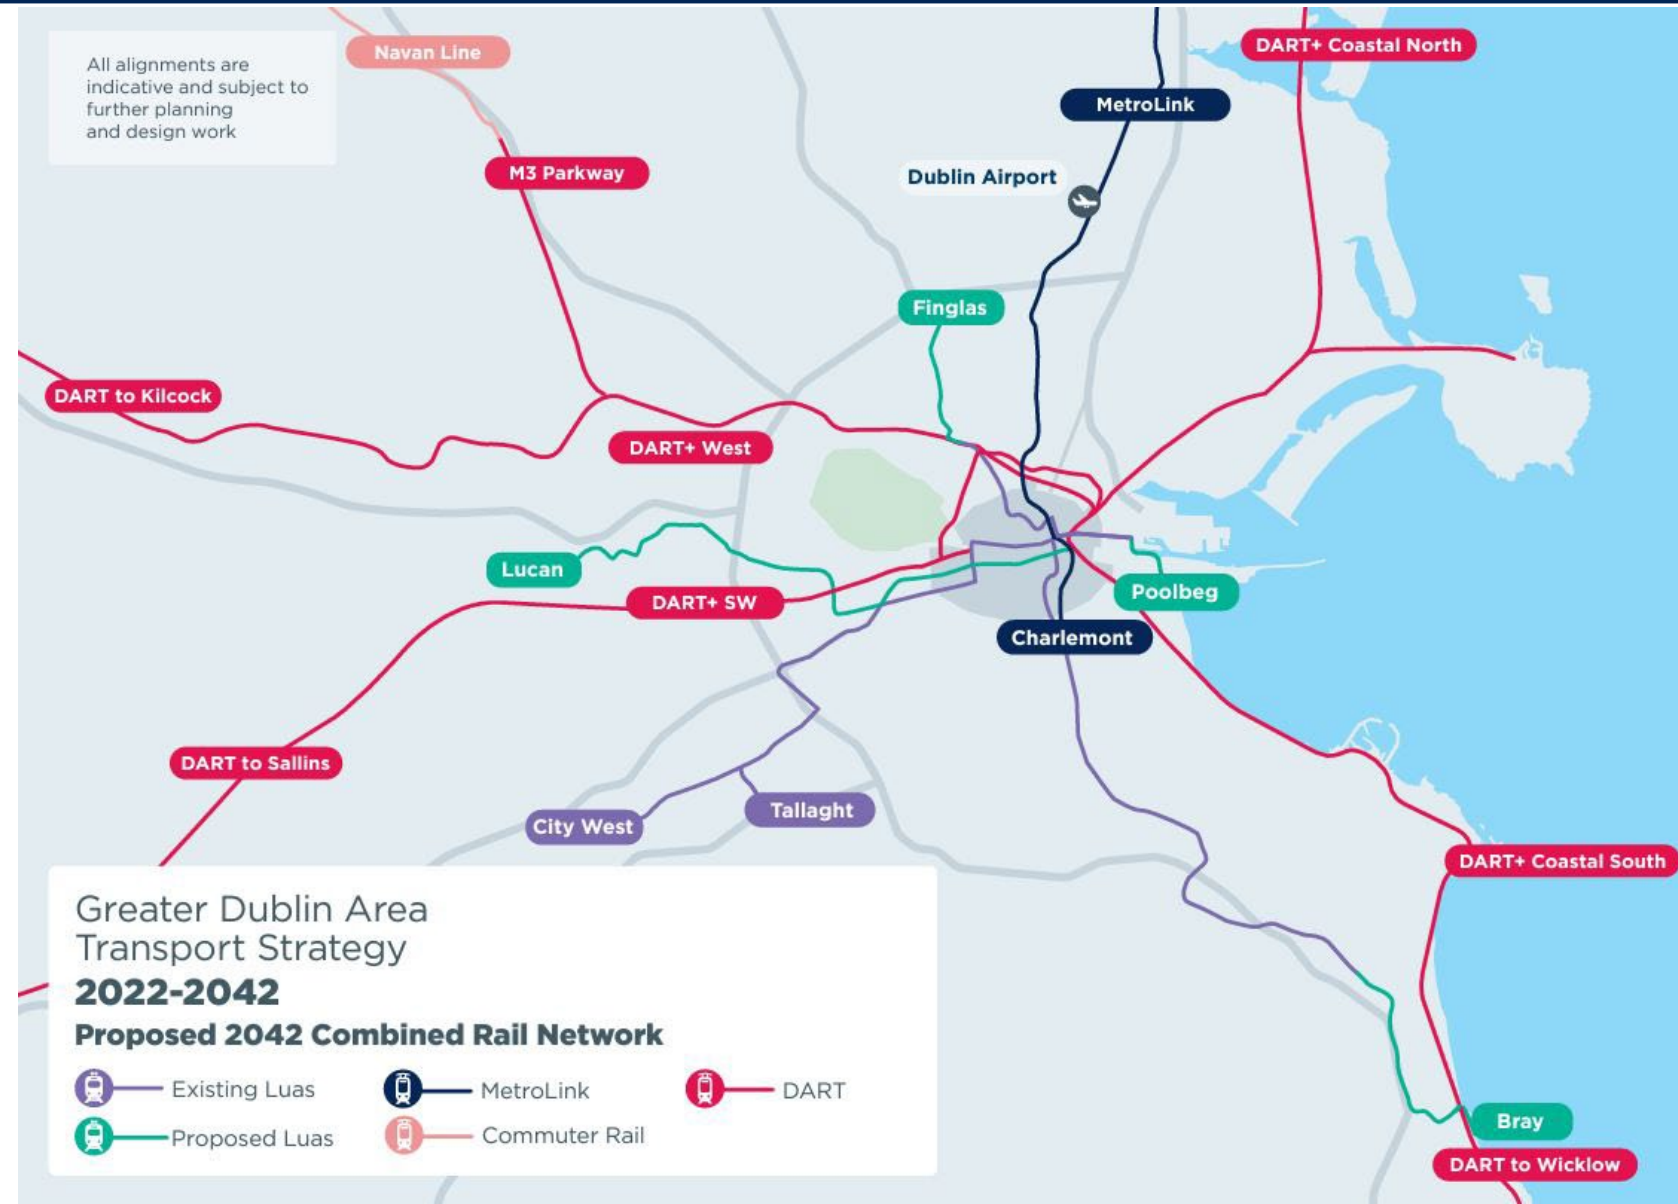 All alignments are
indicative and subject to
further planning
and design work
Navan Line
DART+ Coastal North
MetroLink
M3 Parkway
Dublin Airport
Finglas
DART to Kilcock
DART+ West
Lucan
DART+ SW
Poolbeg
Charlemont
DART to Sallins
City West
Tallaght
DART+ Coastal South
Bray
DART to Wicklow
Greater Dublin Area
Transport Strategy
2022-2042
Proposed 2042 Combined Rail Network
Existing Luas
MetroLink
DART
Proposed Luas
Commuter Rail